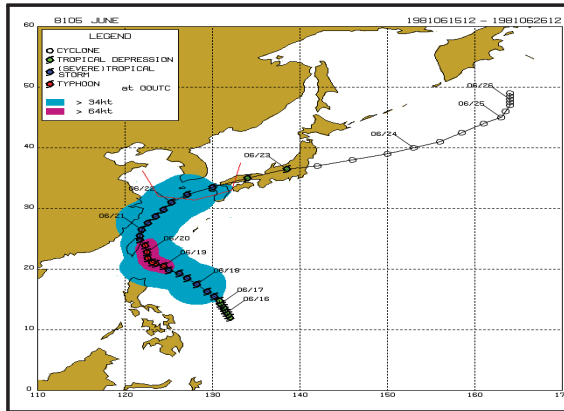 8105 JUNE 1981061512 – 1981062612
LEGEND
CYCLONE
TROPICAL DEPRESSION
(SEVERE)TROPICAL
STORM
TYPHOON at 00UTC
> 34kt
> 64kt
06/26
06/25
06/24
06/23
06/22
06/21
06/20
06/19
06/18
06/17
06/16
60
50
40
30
20
10
0
110 120 130 140 150 160 17